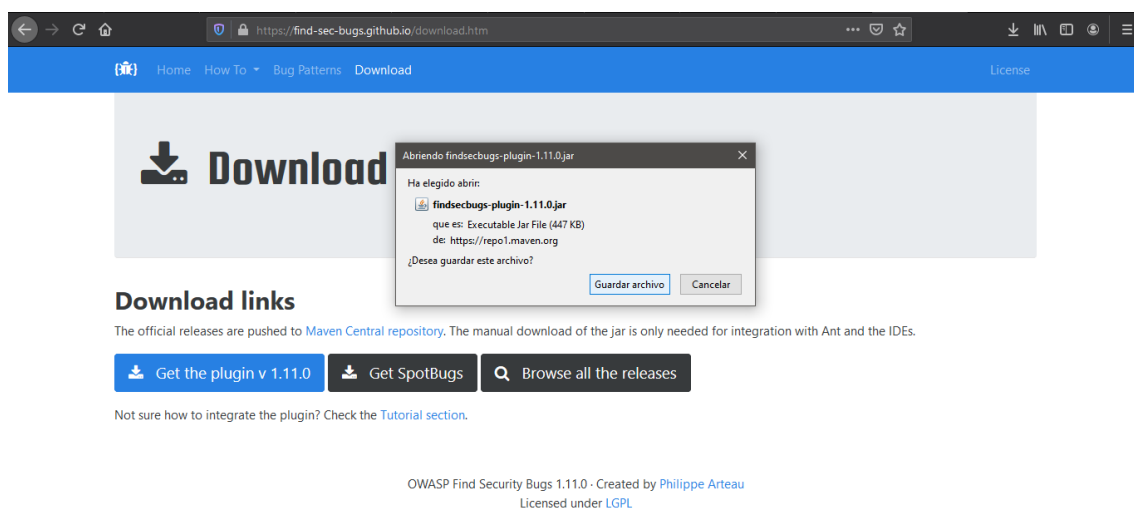 https://find-sec-bugs.github.io/download.htm
Home How To Bug Patterns Download License
Download
Abriendo findsecbugs-plugin-1.11.0.jar
Ha elegido abrir:
findsecbugs-plugin-1.11.0.jar
que es: Executable Jar File (447 KB)
de: https://repo1.maven.org
¿Desea guardar este archivo?
Guardar archivo Cancelar
Download links
The official releases are pushed to Maven Central repository. The manual download of the jar is only needed for integration with Ant and the IDEs.
Get the plugin v 1.11.0 Get SpotBugs Browse all the releases
Not sure how to integrate the plugin? Check the Tutorial section.
OWASP Find Security Bugs 1.11.0 · Created by Philippe Arteau
Licensed under LGPL